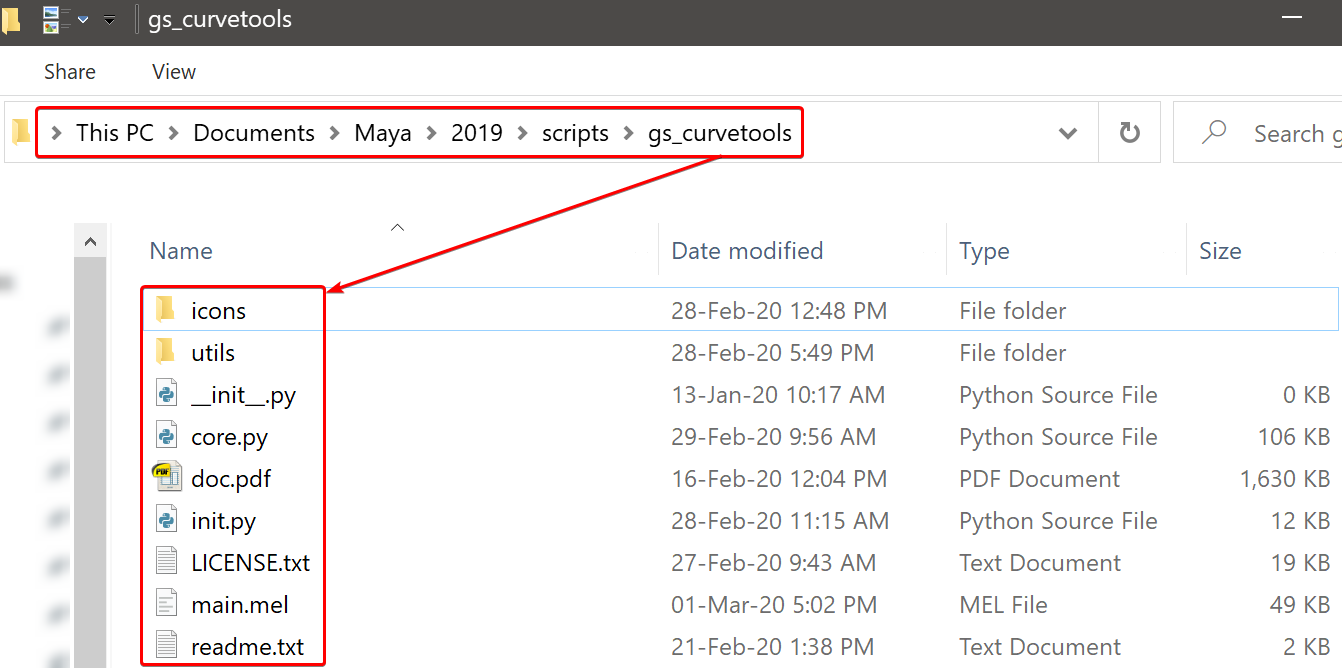 gs_curvetools
Share View
This PC Documents Maya 2019 scripts gs_curvetools Search g
Name Date modified Type Size
icons 28-Feb-20 12:48 PM File folder
utils 28-Feb-20 5:49 PM File folder
__init__.py 13-Jan-20 10:17 AM Python Source File 0 KB
core.py 29-Feb-20 9:56 AM Python Source File 106 KB
PDF doc.pdf 16-Feb-20 12:04 PM PDF Document 1,630 KB
init.py 28-Feb-20 11:15 AM Python Source File 12 KB
LICENSE.txt 27-Feb-20 9:43 AM Text Document 19 KB
main.mel 01-Mar-20 5:02 PM MEL File 49 KB
readme.txt 21-Feb-20 1:38 PM Text Document 2 KB